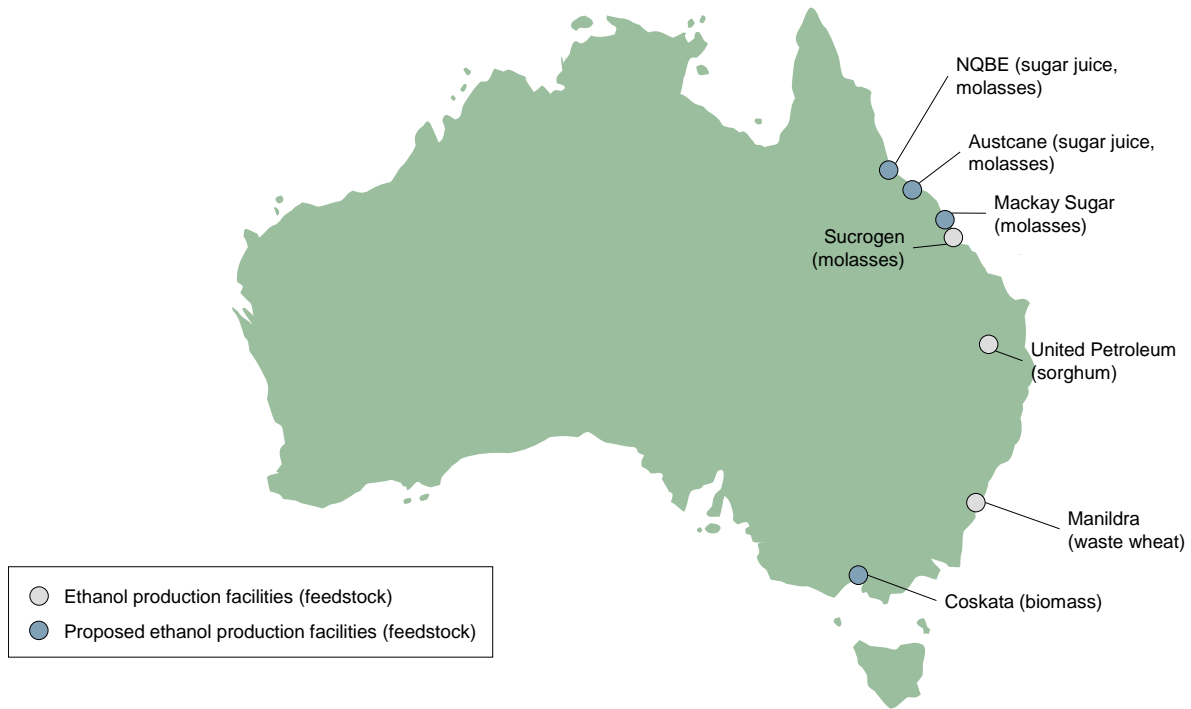 NQBE (sugar juice,
molasses)
Austcane (sugar juice,
molasses)
Mackay Sugar
(molasses)
Sucrogen
(molasses)
United Petroleum
(sorghum)
Manildra
(waste wheat)
Coskata (biomass)
Ethanol production facilities (feedstock)
Proposed ethanol production facilities (feedstock)